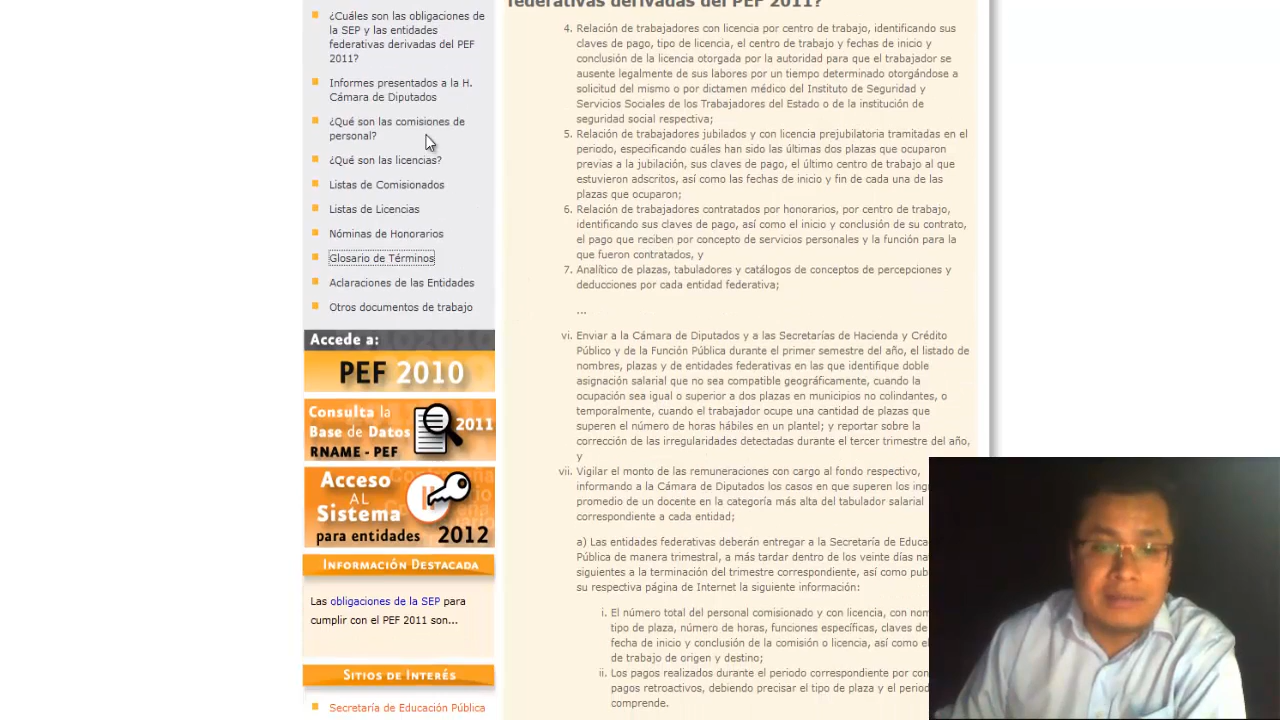 ¿Cuáles son las obligaciones de
la SEP y las entidades
federativas derivadas del PEF
2011?
Informes presentados a la H.
Cámara de Diputados
¿Qué son las comisiones de
personal?
¿Qué son las licencias?
Listas de Comisionados
Listas de Licencias
Nóminas de Honorarios
Glosario de Términos
Aclaraciones de las Entidades
Otros documentos de trabajo
Accede a:
PEF 2010
Consulta la
Base de Datos 2011
RNAME - PEF
Acceso
AL
Sistema
para entidades 2012
INFORMACIÓN DESTACADA
Las obligaciones de la SEP para
cumplir con el PEF 2011 son...
SITIOS DE INTERÉS
Secretaría de Educación Pública
federativas derivadas del PEF 2011?
4. Relación de trabajadores con licencia por centro de trabajo, identificando sus
claves de pago, tipo de licencia, el centro de trabajo y fechas de inicio y
conclusión de la licencia otorgada por la autoridad para que el trabajador se
ausente legalmente de sus labores por un tiempo determinado otorgándose a
solicitud del mismo o por dictamen médico del Instituto de Seguridad y
Servicios Sociales de los Trabajadores del Estado o de la institución de
seguridad social respectiva;
5. Relación de trabajadores jubilados y con licencia prejubilatoria tramitadas en el
periodo, especificando cuáles han sido las últimas dos plazas que ocuparon
previas a la jubilación, sus claves de pago, el último centro de trabajo al que
estuvieron adscritos, así como las fechas de inicio y fin de cada una de las
plazas que ocuparon;
6. Relación de trabajadores contratados por honorarios, por centro de trabajo,
identificando sus claves de pago, así como el inicio y conclusión de su contrato,
el pago que reciben por concepto de servicios personales y la función para la
que fueron contratados, y
7. Analítico de plazas, tabuladores y catálogos de conceptos de percepciones y
deducciones por cada entidad federativa;
...
vi. Enviar a la Cámara de Diputados y a las Secretarías de Hacienda y Crédito
Público y de la Función Pública durante el primer semestre del año, el listado de
nombres, plazas y de entidades federativas en las que identifique doble
asignación salarial que no sea compatible geográficamente, cuando la
ocupación sea igual o superior a dos plazas en municipios no colindantes, o
temporalmente, cuando el trabajador ocupe una cantidad de plazas que
superen el número de horas hábiles en un plantel; y reportar sobre la
corrección de las irregularidades detectadas durante el tercer trimestre del año,
y
vii. Vigilar el monto de las remuneraciones con cargo al fondo respectivo,
informando a la Cámara de Diputados los casos en que superen los
promedio de un docente en la categoría más alta del tabulador salarial
correspondiente a cada entidad;
a) Las entidades federativas deberán entregar a la Secretaría de
Pública de manera trimestral, a más tardar dentro de los veinte días
siguientes a la terminación del trimestre correspondiente, así como
su respectiva página de Internet la siguiente información:
i. El número total del personal comisionado y con licencia, con
tipo de plaza, número de horas, funciones específicas, claves de
fecha de inicio y conclusión de la comisión o licencia, así como el
de trabajo de origen y destino;
ii. Los pagos realizados durante el periodo correspondiente por
pagos retroactivos, debiendo precisar el tipo de plaza y el
comprende.